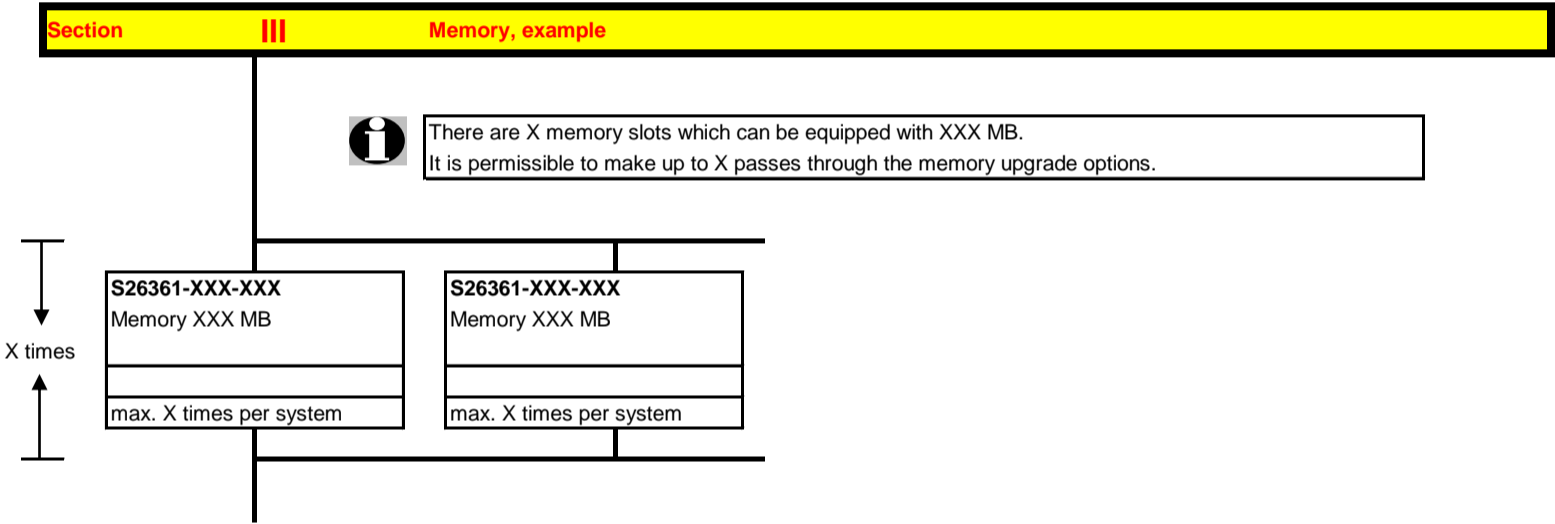 Section III Memory, example
There are X memory slots which can be equipped with XXX MB.
It is permissible to make up to X passes through the memory upgrade options.
X times
S26361-XXX-XXX
Memory XXX MB
max. X times per system
S26361-XXX-XXX
Memory XXX MB
max. X times per system